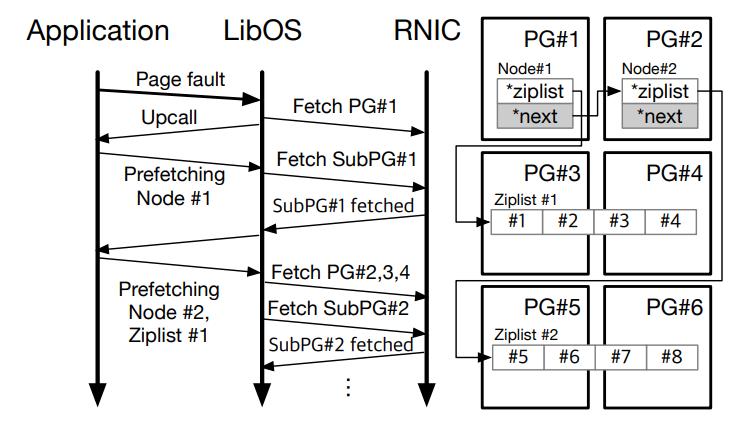 Application
LibOS
RNIC
Page fault
Fetch PG#1
Upcall
Fetch SubPG#1
Prefetching
Node #1
SubPG#1 fetched
Fetch PG#2,3,4
Prefetching
Node #2,
Ziplist #1
Fetch SubPG#2
SubPG#2 fetched
⋮
PG#1
Node#1
*ziplist
*next
PG#2
Node#2
*ziplist
*next
PG#3
PG#4
Ziplist #1
#1 #2 #3 #4
PG#5
PG#6
Ziplist #2
#5 #6 #7 #8